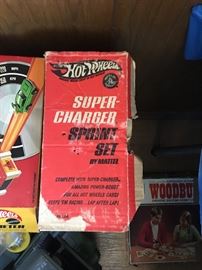 Hot Wheels
SUPER-
CHARGER
SPRINT
SET
BY MATTEL
COMPLETE WITH SUPER-CHARGER...
AMAZING POWER-BOOST
FOR ALL HOT WHEELS CARS!
KEEPS 'EM RACING... LAP AFTER LAP!
WOODBU